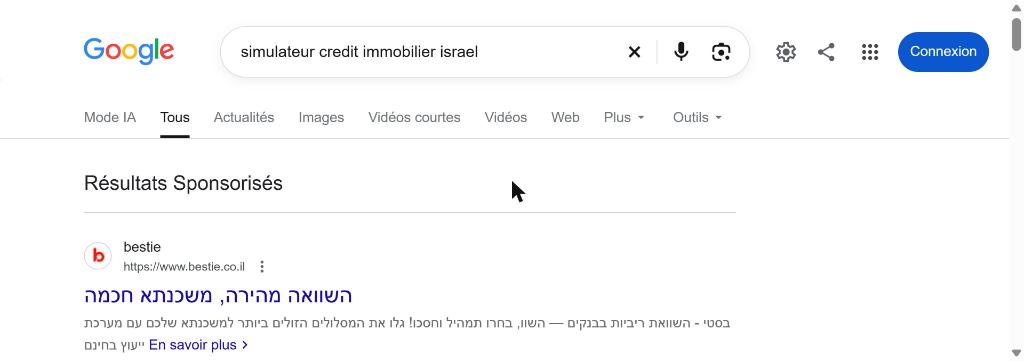 Google
simulateur credit immobilier israel
Connexion
Mode IA Tous Actualités Images Vidéos courtes Vidéos Web Plus Outils
Résultats Sponsorisés
b
bestie
https://www.bestie.co.il
השוואה מהירה, משכנתא חכמה
בסטי - השוואת ריביות בבנקים — השוו, בחרו תמהיל וחסכו! גלו את המסלולים הזולים ביותר למשכנתא שלכם עם מערכת
ייעוץ בחינם En savoir plus